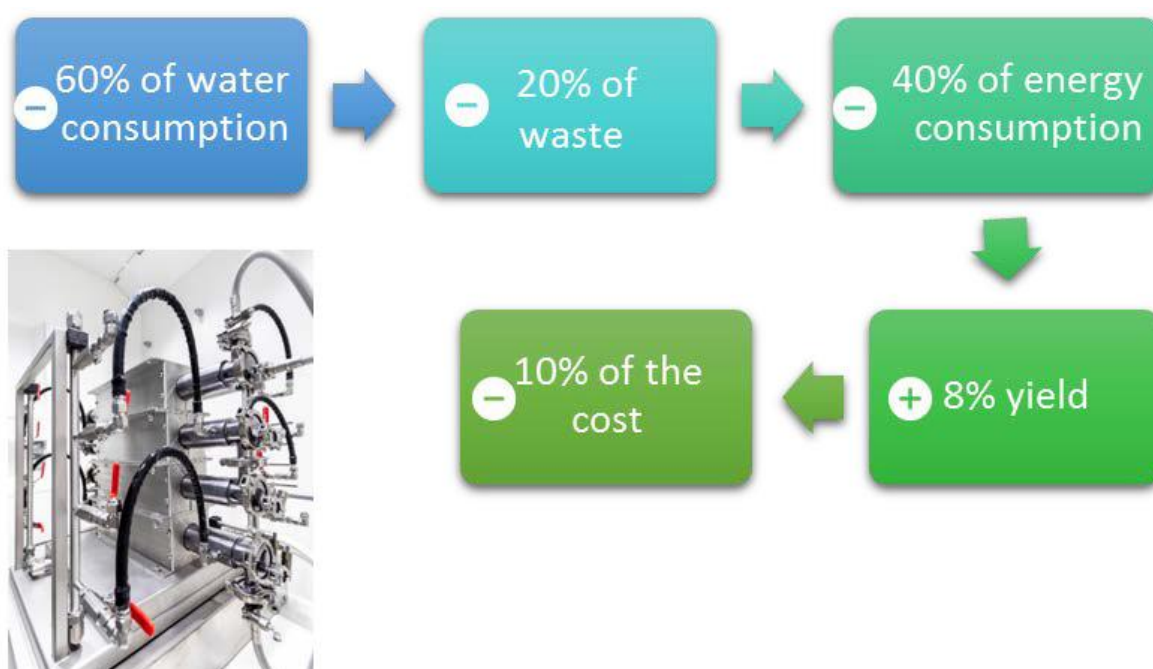 60% of water
consumption
20% of
waste
40% of energy
consumption
8% yield
10% of the
cost